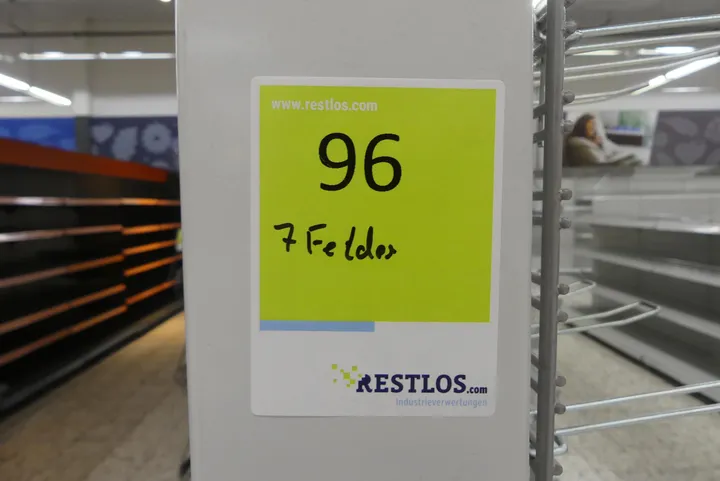 www.restlos.com
96
7 Felder
RESTLOS.com
Industrieverwertungen